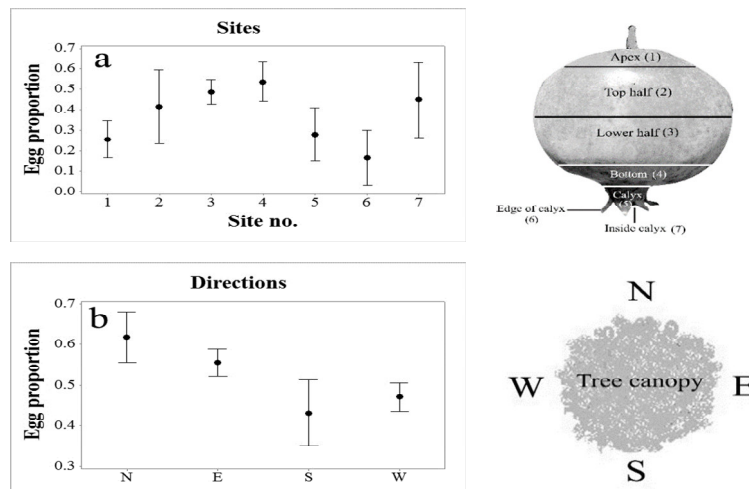 Sites
a
Egg proportion
0.7
0.6
0.5
0.4
0.3
0.2
0.1
0.0
1 2 3 4 5 6 7
Site no.
Apex (1)
Top half (2)
Lower half (3)
Bottom (4)
Calyx
(5)
Edge of calyx
(6)
Inside calyx (7)
Directions
b
Egg proportion
0.7
0.6
0.5
0.4
0.3
N E S W
N
W Tree canopy E
S